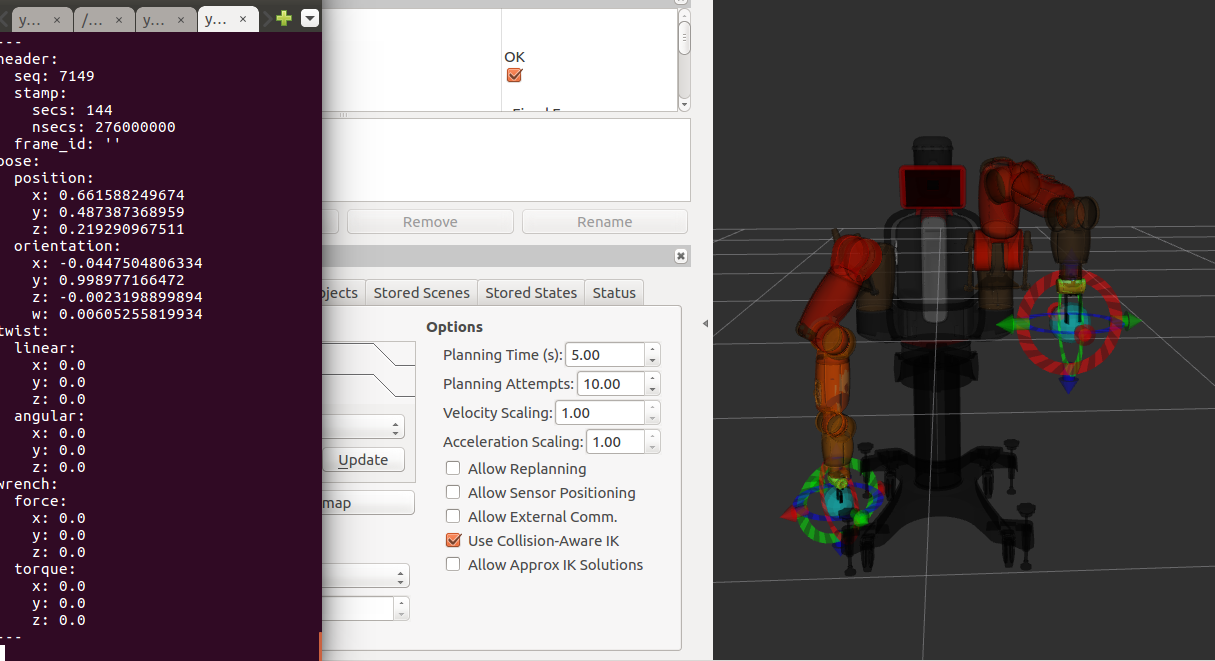 y... × /... × y... × y... ×
---
header:
seq: 7149
stamp:
secs: 144
nsecs: 276000000
frame_id: ''
pose:
position:
x: 0.661588249674
y: 0.487387368959
z: 0.219290967511
orientation:
x: -0.0447504806334
y: 0.998977166472
z: -0.0023198899894
w: 0.00605255819934
twist:
linear:
x: 0.0
y: 0.0
z: 0.0
angular:
x: 0.0
y: 0.0
z: 0.0
wrench:
force:
x: 0.0
y: 0.0
z: 0.0
torque:
x: 0.0
y: 0.0
z: 0.0
---
OK
Remove Rename
bjects Stored Scenes Stored States Status
Options
Planning Time (s): 5.00
Planning Attempts: 10.00
Velocity Scaling: 1.00
Acceleration Scaling: 1.00
Update
map
Allow Replanning
Allow Sensor Positioning
Allow External Comm.
Use Collision-Aware IK
Allow Approx IK Solutions